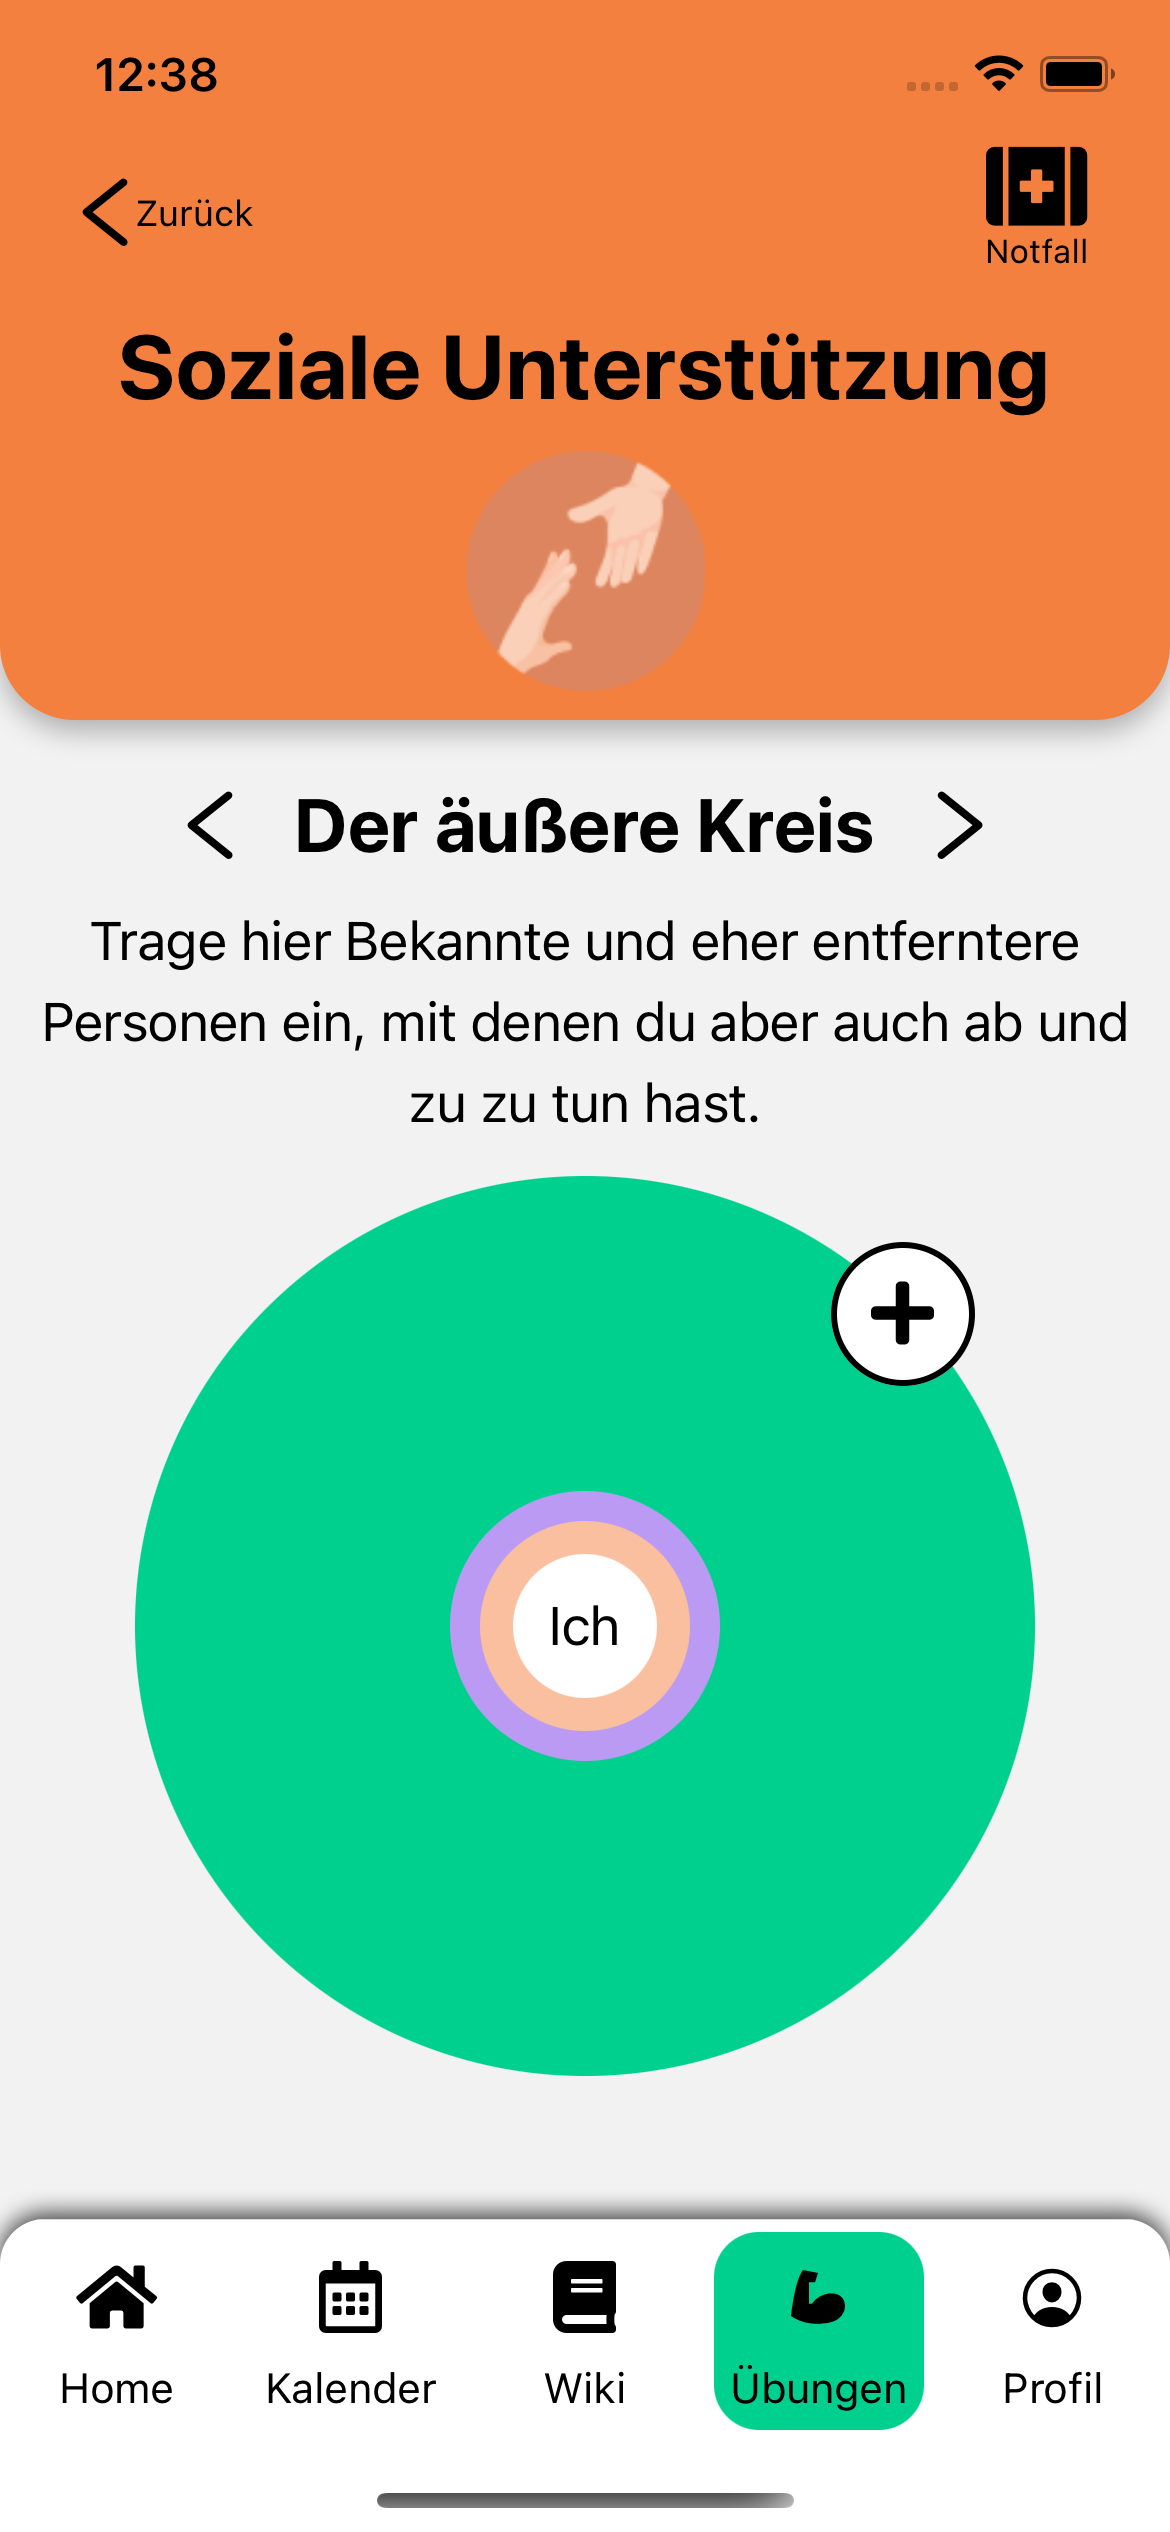 12:38
Zurück
Notfall
Soziale Unterstützung
Der äußere Kreis
Trage hier Bekannte und eher entferntere
Personen ein, mit denen du aber auch ab und
zu zu tun hast.
Ich
Home
Kalender
Wiki
Übungen
Profil